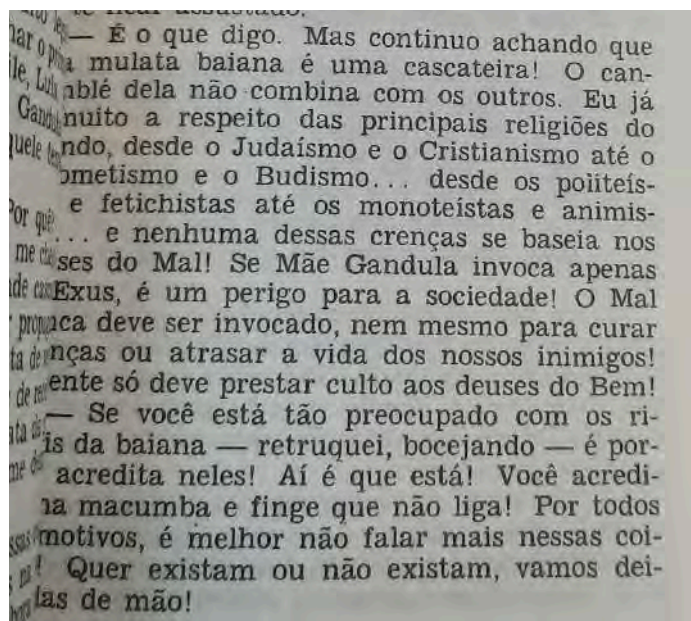 — É o que digo. Mas continuo achando que
mulata baiana é uma cascateira! O can-
mblé dela não combina com os outros. Eu já
muito a respeito das principais religiões do
ndo, desde o Judaísmo e o Cristianismo até o
ometismo e o Budismo... desde os politeís-
e fetichistas até os monoteístas e animis-
... e nenhuma dessas crenças se baseia nos
ses do Mal! Se Mãe Gandula invoca apenas
Exus, é um perigo para a sociedade! O Mal
nca deve ser invocado, nem mesmo para curar
nças ou atrasar a vida dos nossos inimigos!
ente só deve prestar culto aos deuses do Bem!
— Se você está tão preocupado com os ri-
is da baiana — retruquei, bocejando — é por-
acredita neles! Aí é que está! Você acredi-
na macumba e finge que não liga! Por todos
motivos, é melhor não falar mais nessas coi-
! Quer existam ou não existam, vamos dei-
las de mão!